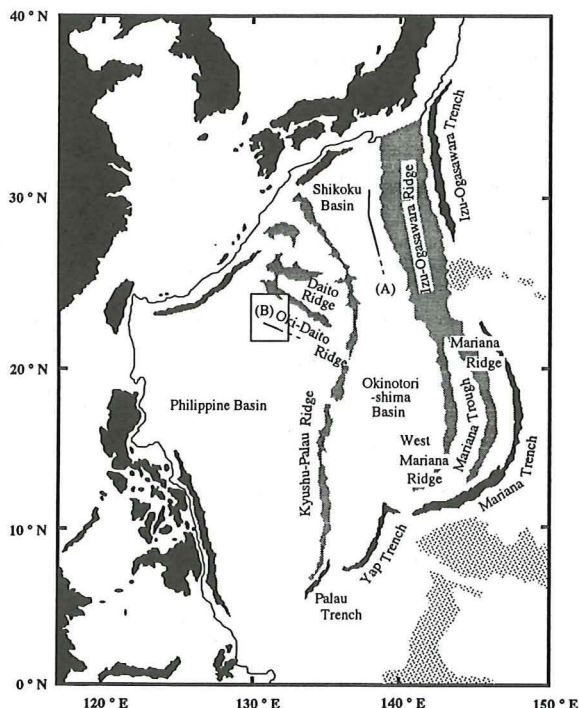 40 ° N
30 ° N
20 ° N
10 ° N
0 ° N
120 ° E
130 ° E
140 ° E
150 ° E
Shikoku
Basin
Izu-Ogasawara Ridge
Izu-Ogasawara Trench
(A)
Daito
Ridge
(B)
Oki-Daito
Ridge
Philippine Basin
Kyushu-Palau Ridge
Okinotori
-shima
Basin
Mariana
Ridge
Mariana Trough
West
Mariana
Ridge
Mariana Trench
Yap Trench
Palau
Trench